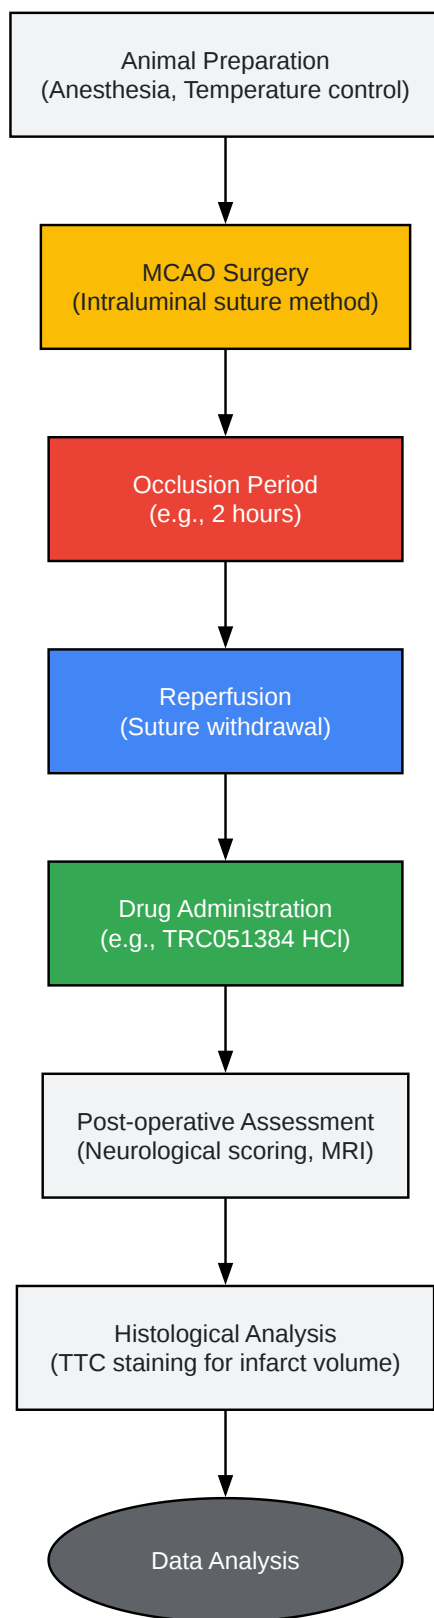 Animal Preparation
(Anesthesia, Temperature control)
MCAO Surgery
(Intraluminal suture method)
Occlusion Period
(e.g., 2 hours)
Reperfusion
(Suture withdrawal)
Drug Administration
(e.g., TRC051384 HCl)
Post-operative Assessment
(Neurological scoring, MRI)
Histological Analysis
(TTC staining for infarct volume)
Data Analysis